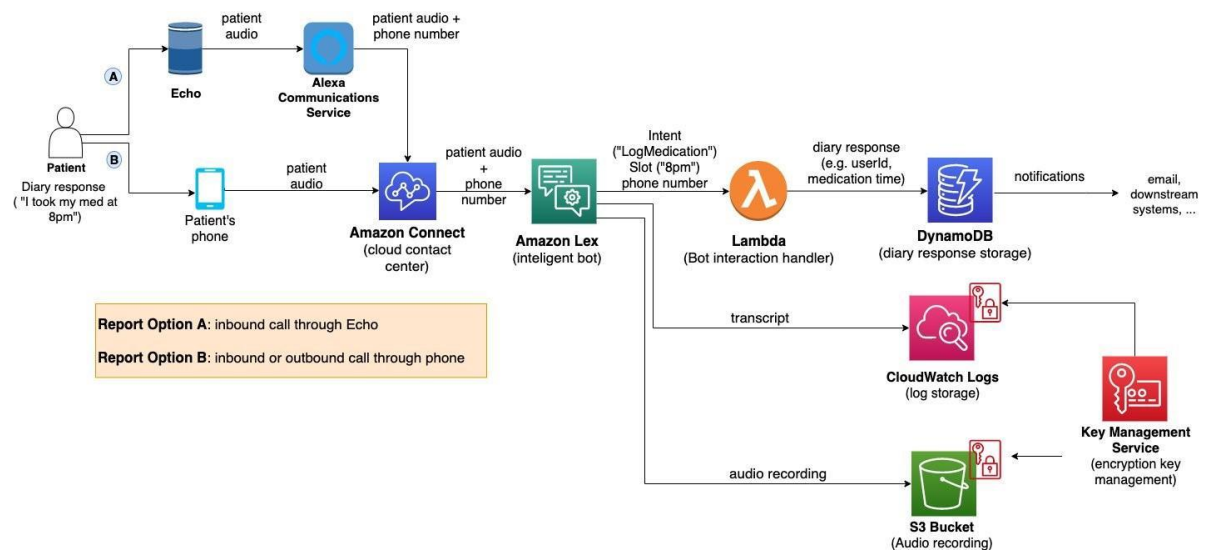 patient
audio
patient audio +
phone number
A
Echo
Alexa
Communications
Service
B
Patient
Diary response
( "I took my med at
8pm")
Patient's
phone
patient
audio
Amazon Connect
(cloud contact
center)
patient audio
+
phone
number
Amazon Lex
(inteligent bot)
Intent
("LogMedication")
Slot ("8pm")
phone number
Lambda
(Bot interaction handler)
diary response
(e.g. userId,
medication time)
DynamoDB
(diary response storage)
notifications
email,
downstream
systems, ...
Report Option A: inbound call through Echo
Report Option B: inbound or outbound call through phone
transcript
CloudWatch Logs
(log storage)
Key Management
Service
(encryption key
management)
audio recording
S3 Bucket
(Audio recording)